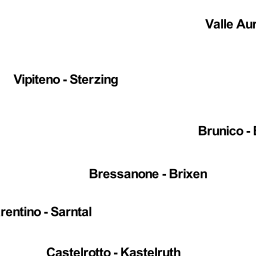 Valle Aur
Vipiteno - Sterzing
Brunico -
Bressanone - Brixen
rentino - Sarntal
Castelrotto - Kastelruth